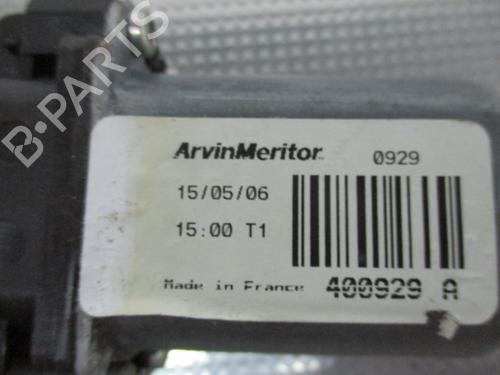 B-PARTS
ArvinMeritor 0929
15/05/06
15:00 T1
Made in France 400929 A